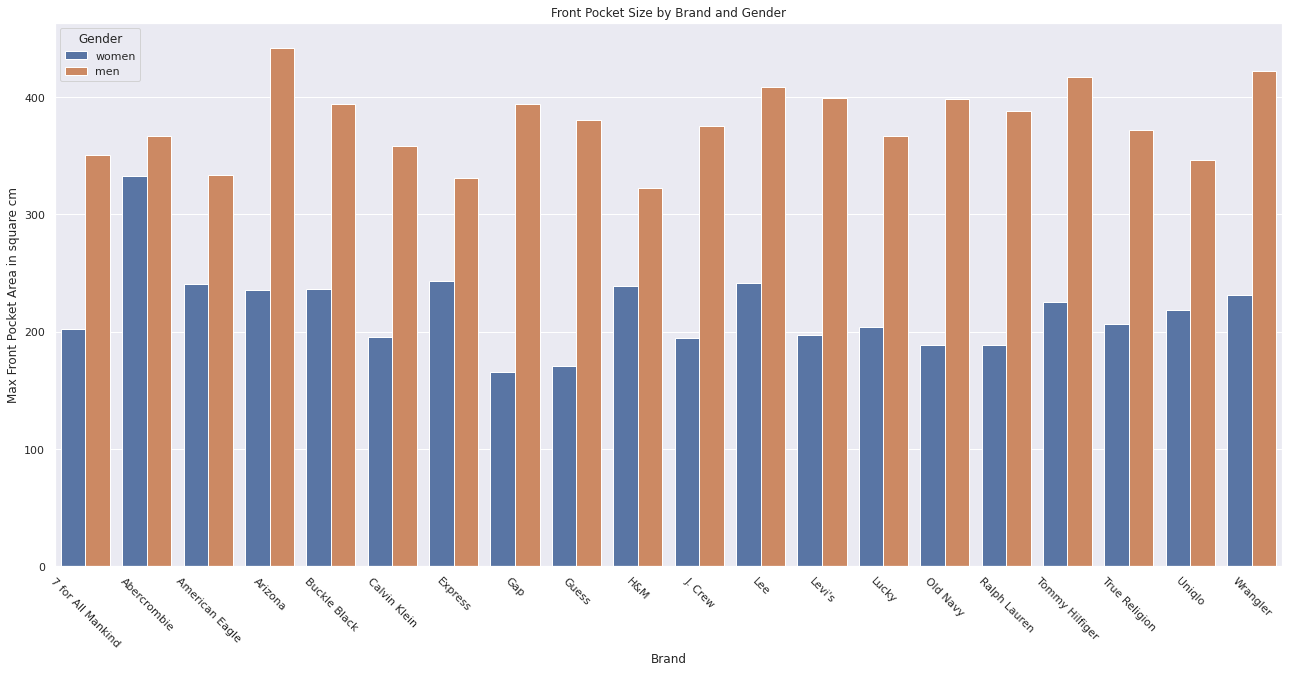 Front Pocket Size by Brand and Gender
Gender
women
men
Max Front Pocket Area in square cm
400
300
200
100
0
7 for All Mankind
Abercrombie
American Eagle
Arizona
Buckle Black
Calvin Klein
Express
Gap
Guess
H&M
J. Crew
Lee
Levi's
Lucky
Old Navy
Ralph Lauren
Tommy Hilfiger
True Religion
Uniqlo
Wrangler
Brand